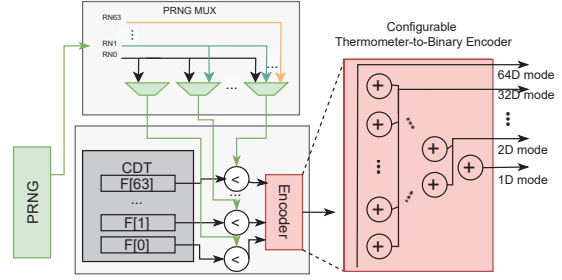 PRNG MUX
RN63
RN1
RN0
...
PRNG
CDT
F[63]
...
F[1]
F[0]
<
...
<
<
Encoder
Configurable
Thermometer-to-Binary Encoder
+
+
+
+
+
+
+
64D mode
32D mode
2D mode
1D mode